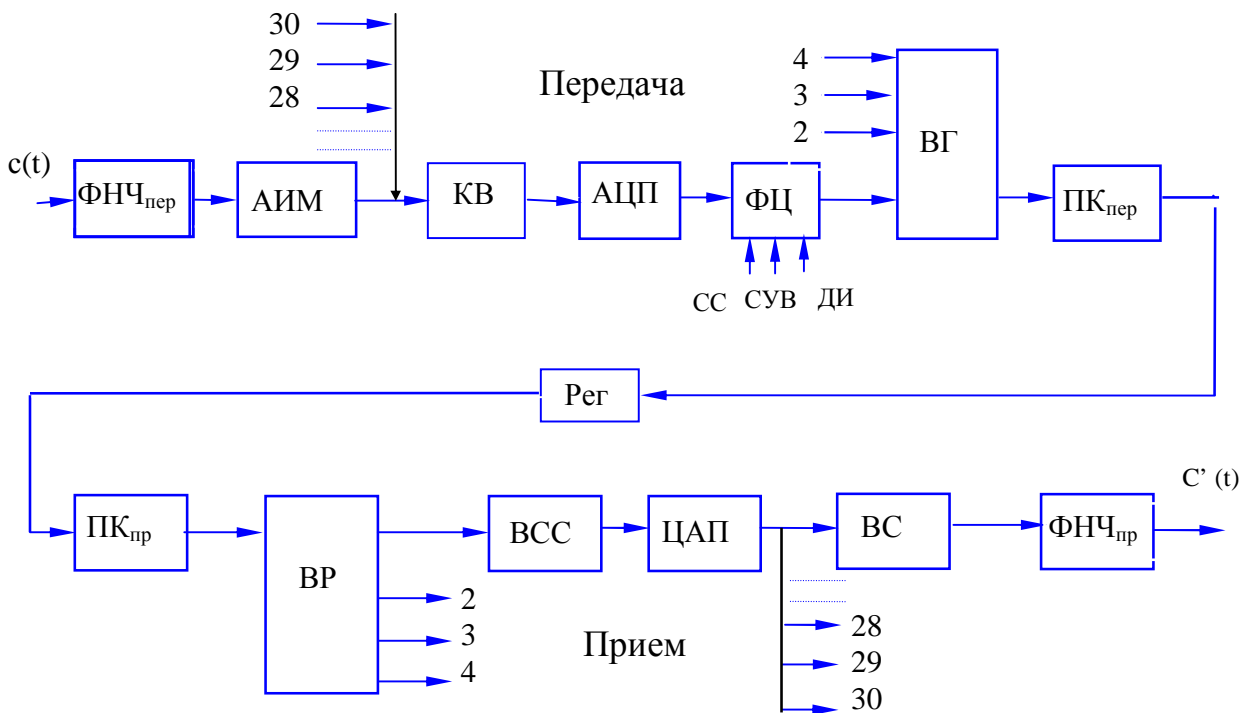 30
29
28
Передача
4
3
2
c(t)
ФНЧпер
АИМ
КВ
АЦП
ФЦ
ВГ
ПКпер
СС СУВ ДИ
Рег
С’ (t)
ПКпр
ВР
ВСС
ЦАП
ВС
ФНЧпр
2
3
4
Прием
28
29
30